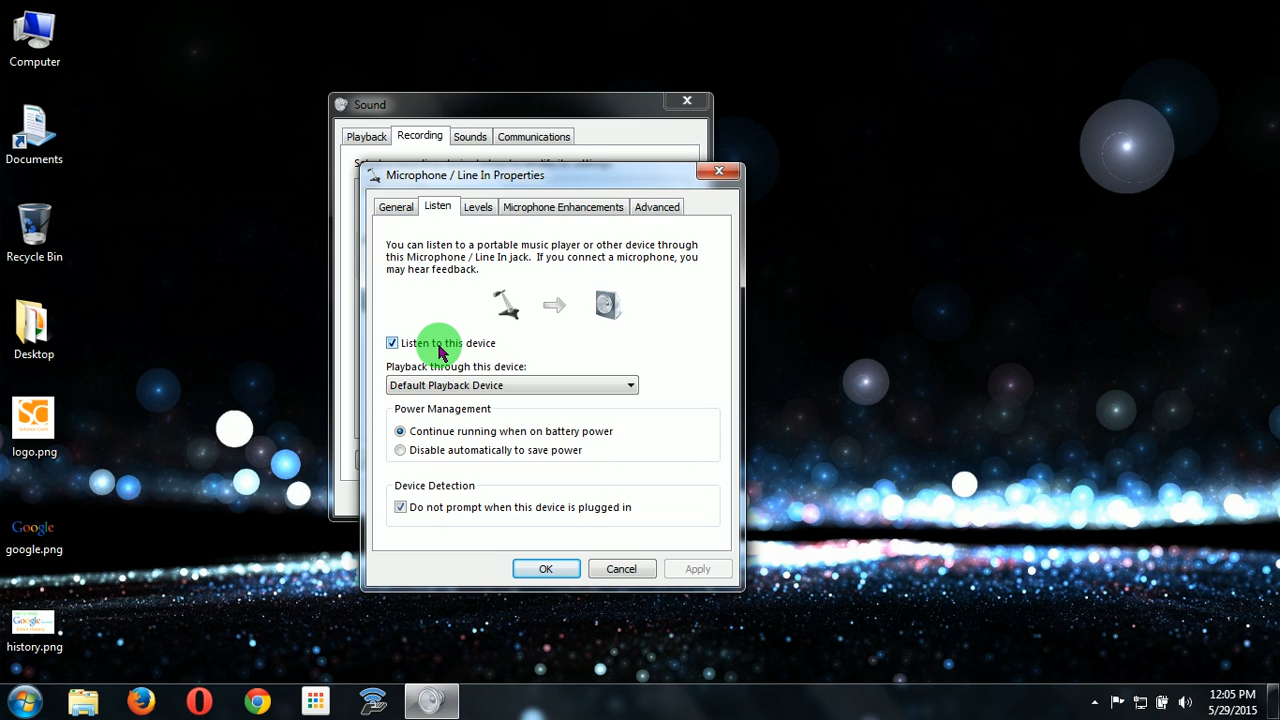 Computer
Documents
Recycle Bin
Desktop
logo.png
Google
google.png
Google
history.png
Sound
Playback
Recording
Sounds
Communications
Microphone / Line In Properties
General
Listen
Levels
Microphone Enhancements
Advanced
You can listen to a portable music player or other device through
this Microphone / Line In jack. If you connect a microphone, you
may hear feedback.
Listen to this device
Playback through this device:
Default Playback Device
Power Management
Continue running when on battery power
Disable automatically to save power
Device Detection
Do not prompt when this device is plugged in
OK
Cancel
Apply
12:05 PM
5/29/2015